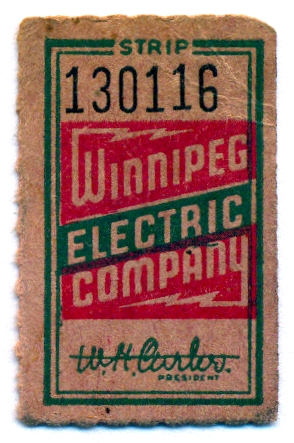 STRIP
130116
WINNIPEG
ELECTRIC
COMPANY
W.H. Carter.
PRESIDENT